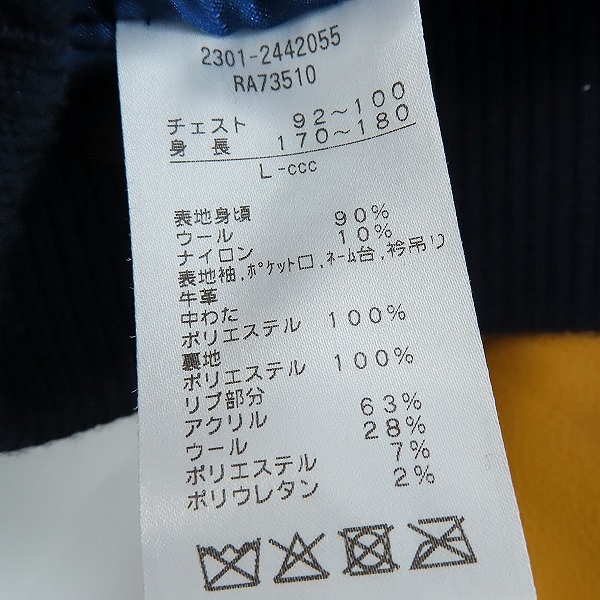 2301-2442055
RA73510
チェスト 92～100
身長 170～180
L-ccc
表地身頃
ウール 90%
ナイロン 10%
表地袖,ポケット口,ネーム台,衿吊り
牛革
中わた
ポリエステル 100%
裏地
ポリエステル 100%
リブ部分
アクリル 63%
ウール 28%
ポリエステル 7%
ポリウレタン 2%